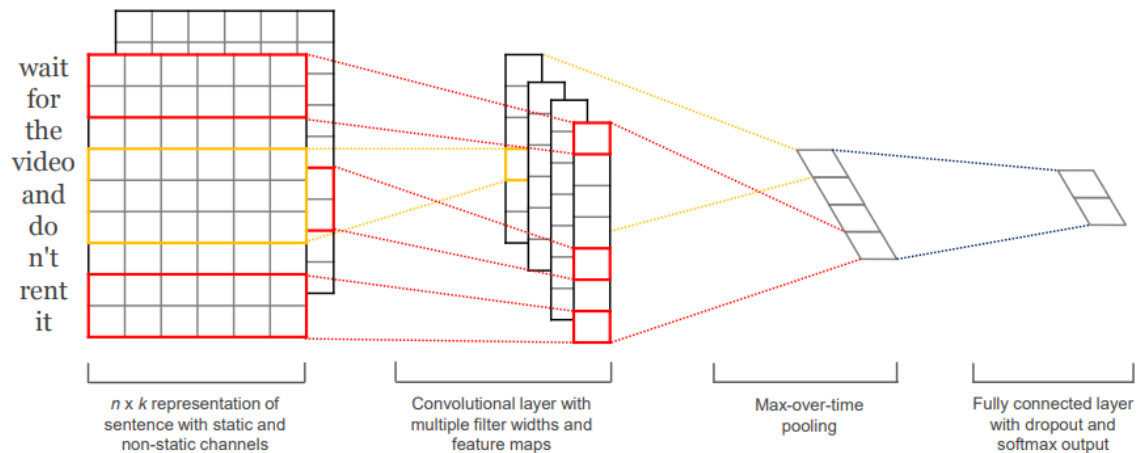 wait
for
the
video
and
do
n't
rent
it
n x k representation of
sentence with static and
non-static channels
Convolutional layer with
multiple filter widths and
feature maps
Max-over-time
pooling
Fully connected layer
with dropout and
softmax output